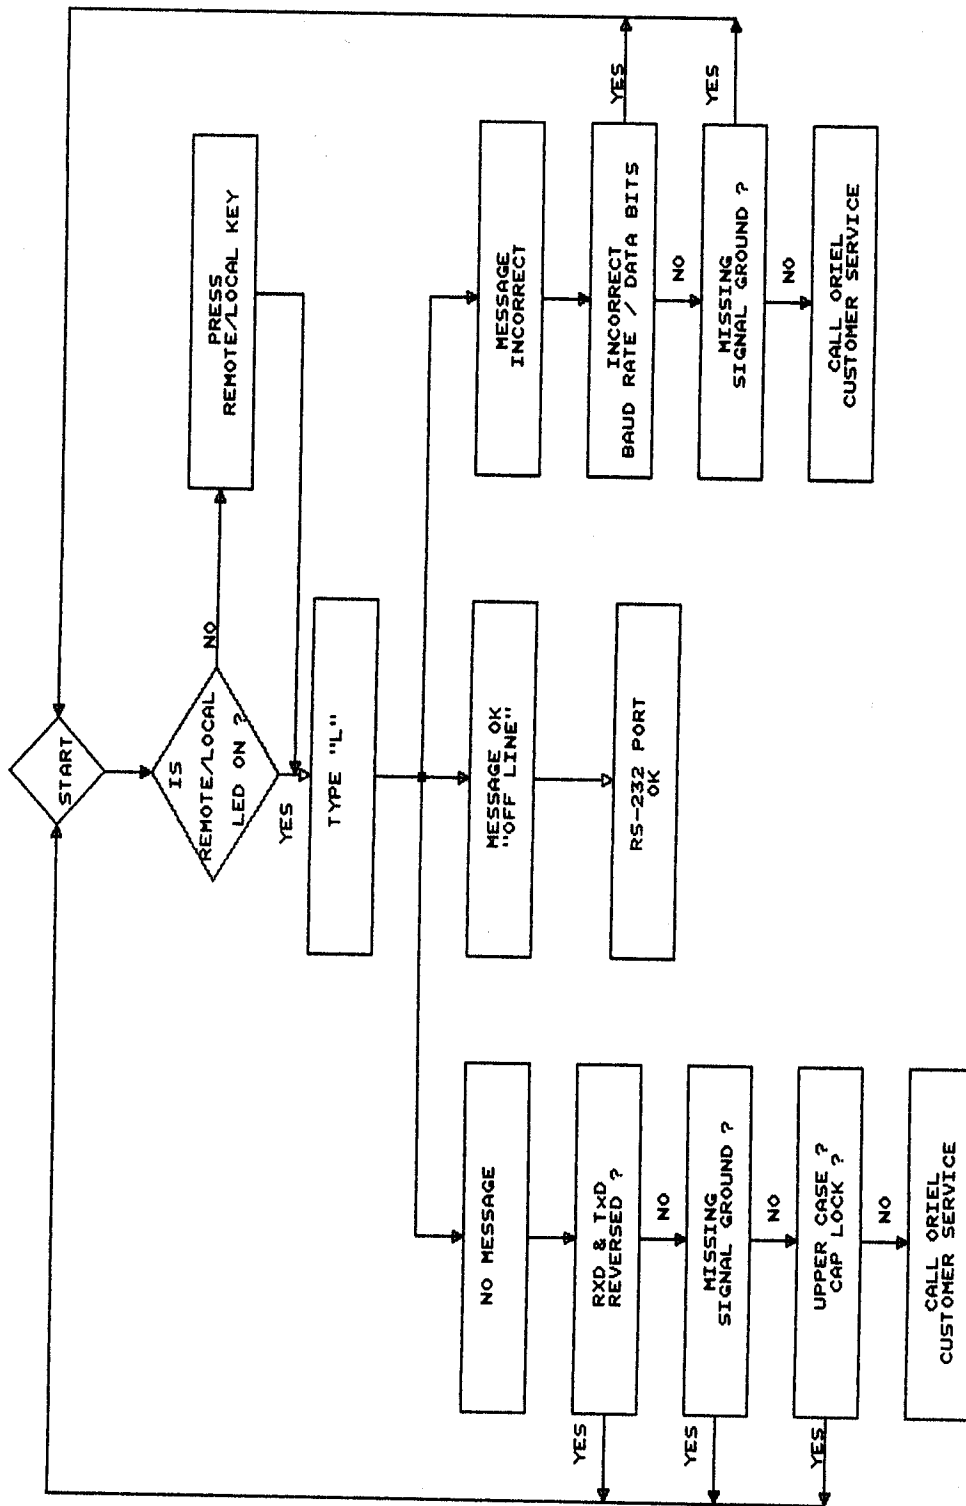 START
IS
REMOTE/LOCAL
LED ON ?
NO
YES
PRESS
REMOTE/LOCAL KEY
TYPE "L"
NO MESSAGE
RXD & TxD
REVERSED ?
YES
NO
MISSING
SIGNAL GROUND ?
YES
NO
UPPER CASE ?
CAP LOCK ?
YES
NO
CALL ORIEL
CUSTOMER SERVICE
MESSAGE OK
"OFF LINE"
RS-232 PORT
OK
MESSAGE
INCORRECT
INCORRECT
BAUD RATE / DATA BITS
YES
NO
MISSING
SIGNAL GROUND ?
YES
NO
CALL ORIEL
CUSTOMER SERVICE